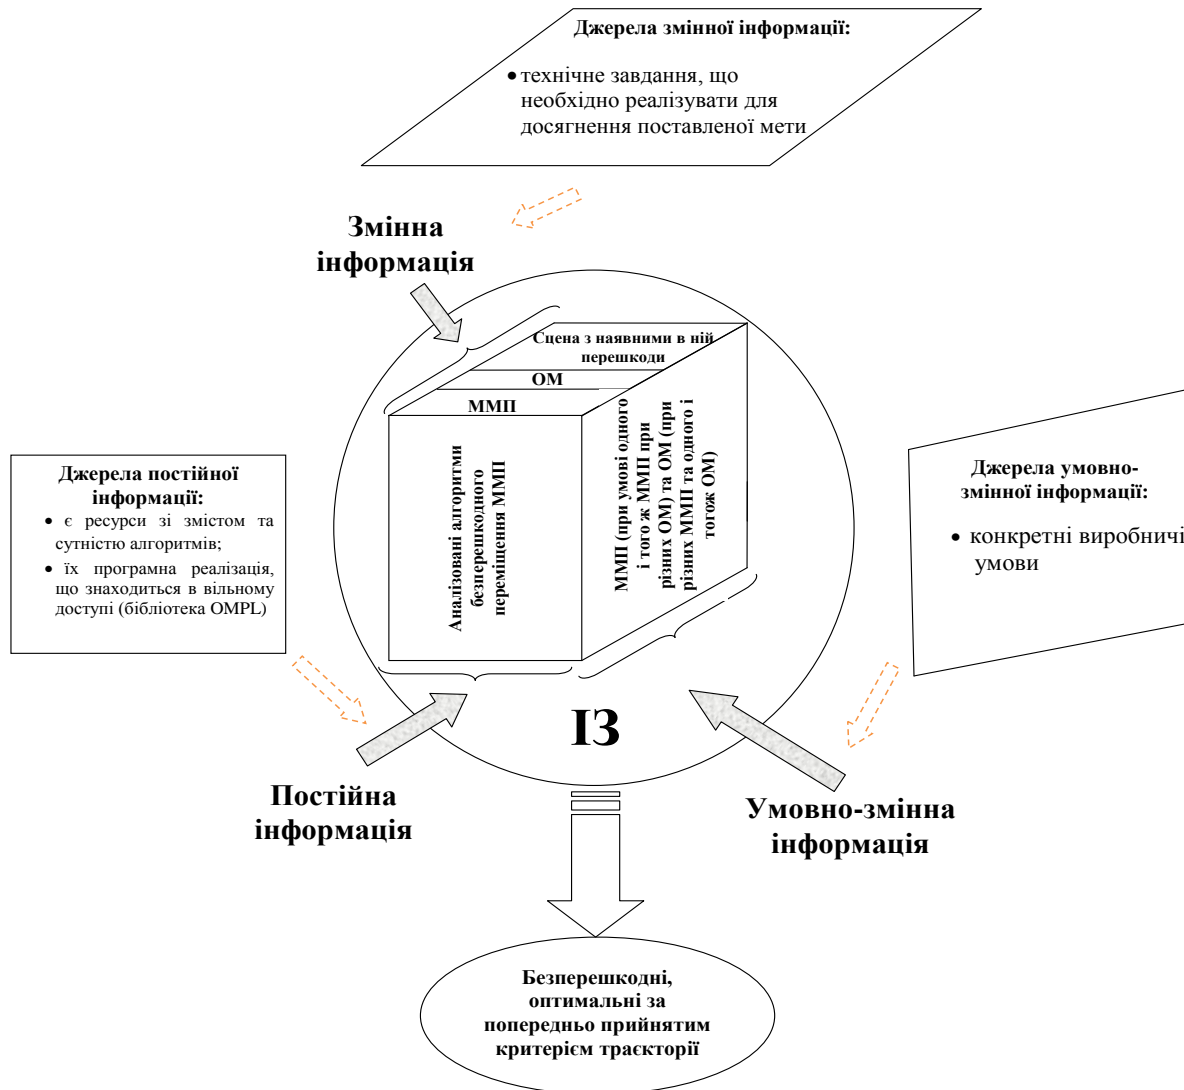 Джерела змінної інформації:
• технічне завдання, що
необхідно реалізувати для
досягнення поставленої мети
Змінна
інформація
Сцена з наявними в ній
перешкоди
ОМ
ММП
Аналізовані алгоритми
безперешкодного
переміщення ММП
ММП (при умові одного
і того ж ММП при
різних ОМ) та ОМ (при
різних ММП та одного і
тогож ОМ)
Джерела постійної
інформації:
• є ресурси зі змістом та
сутністю алгоритмів;
• їх програмна реалізація,
що знаходиться в вільному
доступі (бібліотека OMPL)
Джерела умовно-
змінної інформації:
• конкретні виробничі
умови
ІЗ
Постійна
інформація
Умовно-змінна
інформація
Безперешкодні,
оптимальні за
попередньо прийнятим
критерієм траєкторії